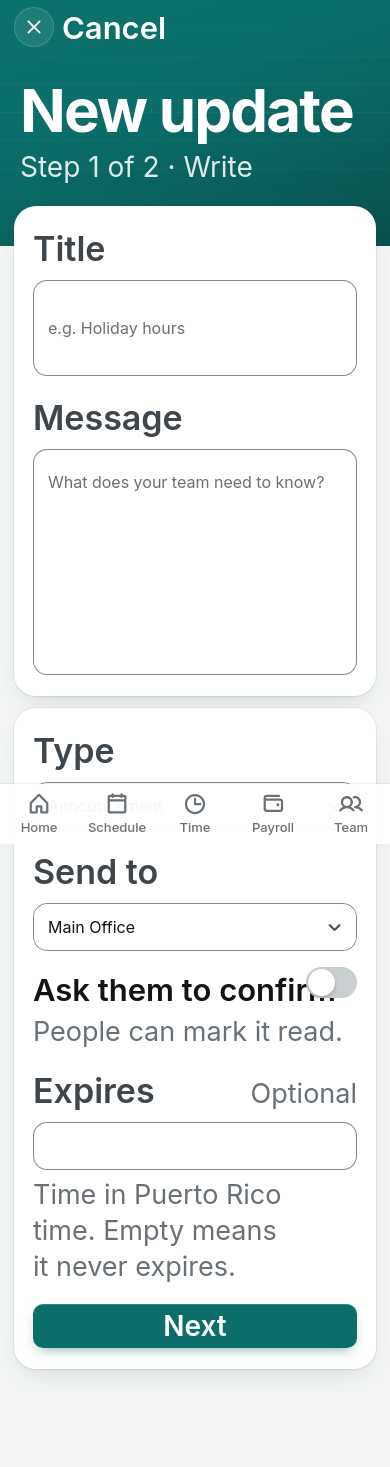 Cancel
New update
Step 1 of 2 · Write
Title
e.g. Holiday hours
Message
What does your team need to know?
Type
Announcement
Home
Schedule
Time
Payroll
Team
Send to
Main Office
Ask them to confirm
People can mark it read.
Expires
Optional
Time in Puerto Rico
time. Empty means
it never expires.
Next